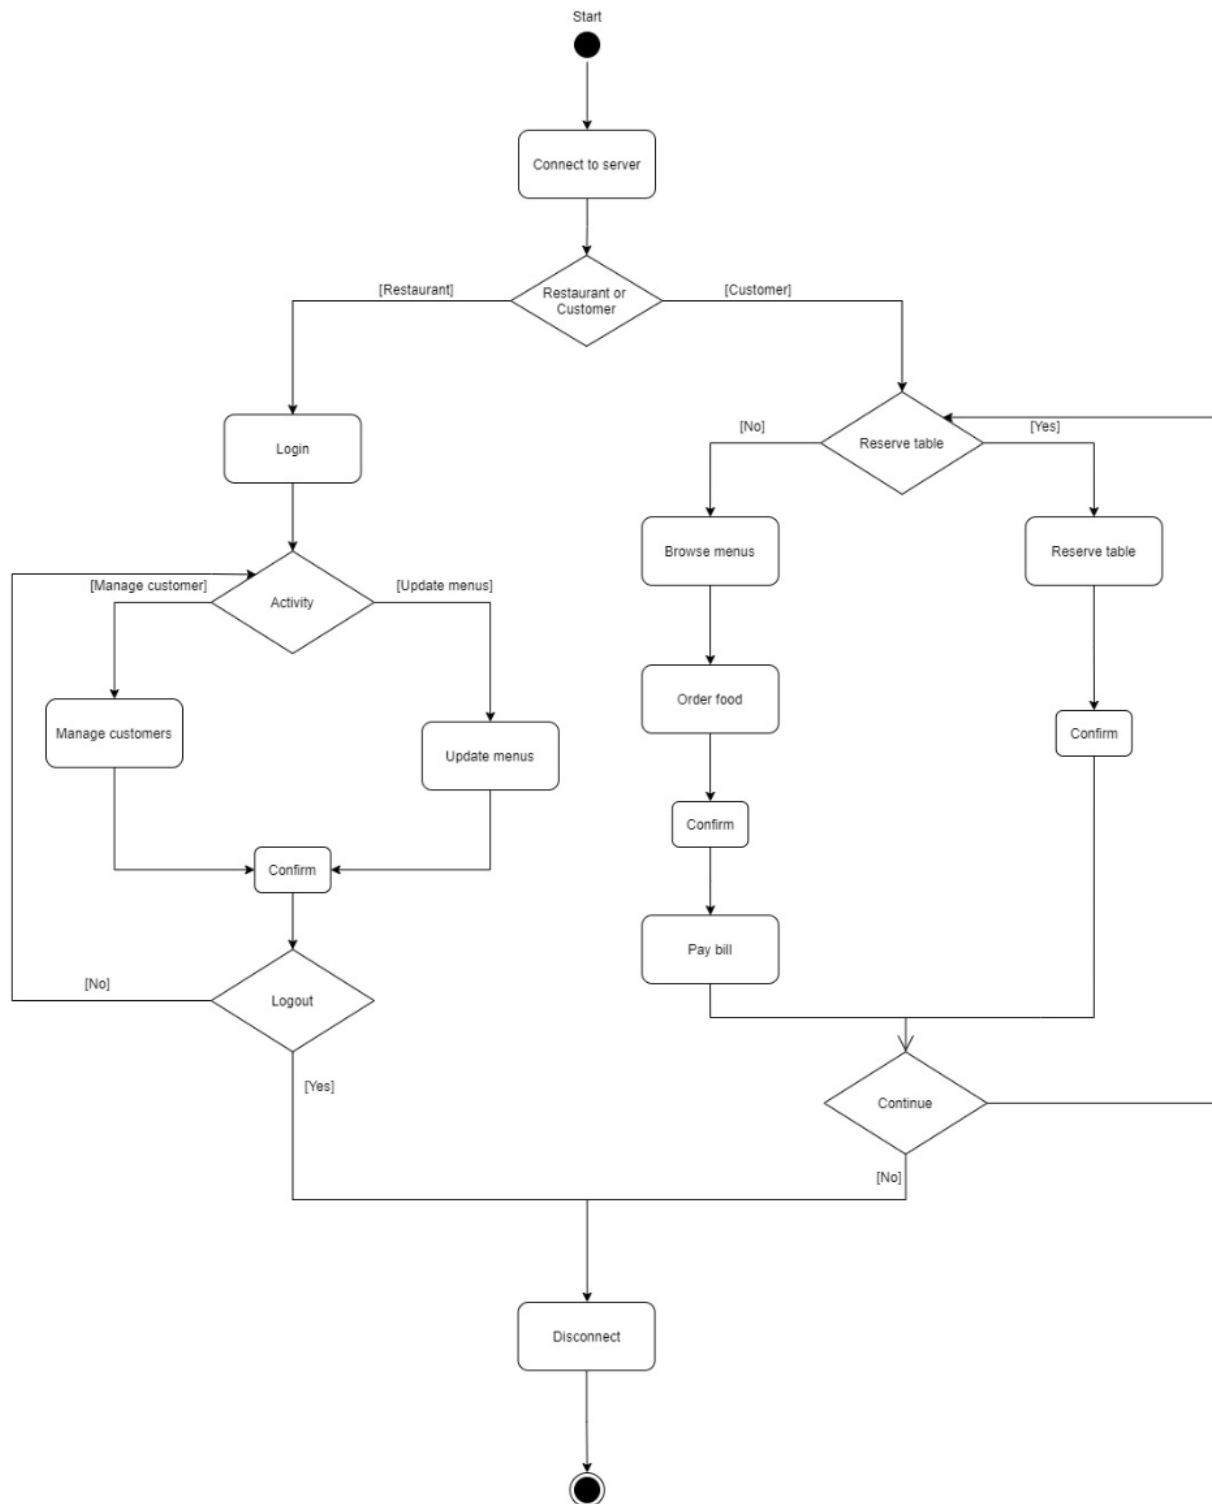 Start
Connect to server
[Restaurant]
Restaurant or
Customer
[Customer]
Login
[No]
Reserve table
[Yes]
Browse menus
Reserve table
[Manage customer]
Activity
[Update menus]
Manage customers
Update menus
Order food
Confirm
Confirm
Confirm
Pay bill
[No]
Logout
[Yes]
Continue
[No]
Disconnect